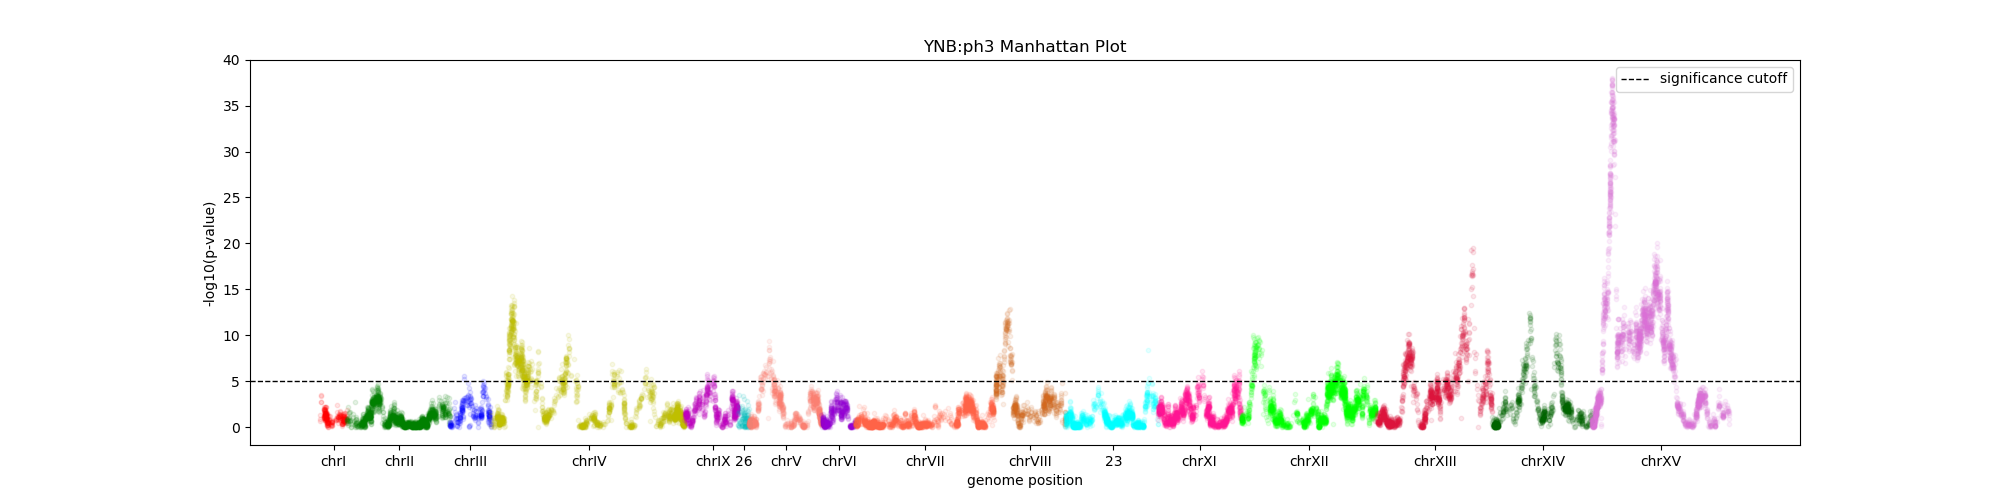 YNB:ph3 Manhattan Plot
significance cutoff
-log10(p-value)
40
35
30
25
20
15
10
5
0
chrI chrII chrIII chrIV chrIX 26 chrV chrVI chrVII chrVIII 23 chrXI chrXII chrXIII chrXIV chrXV
genome position